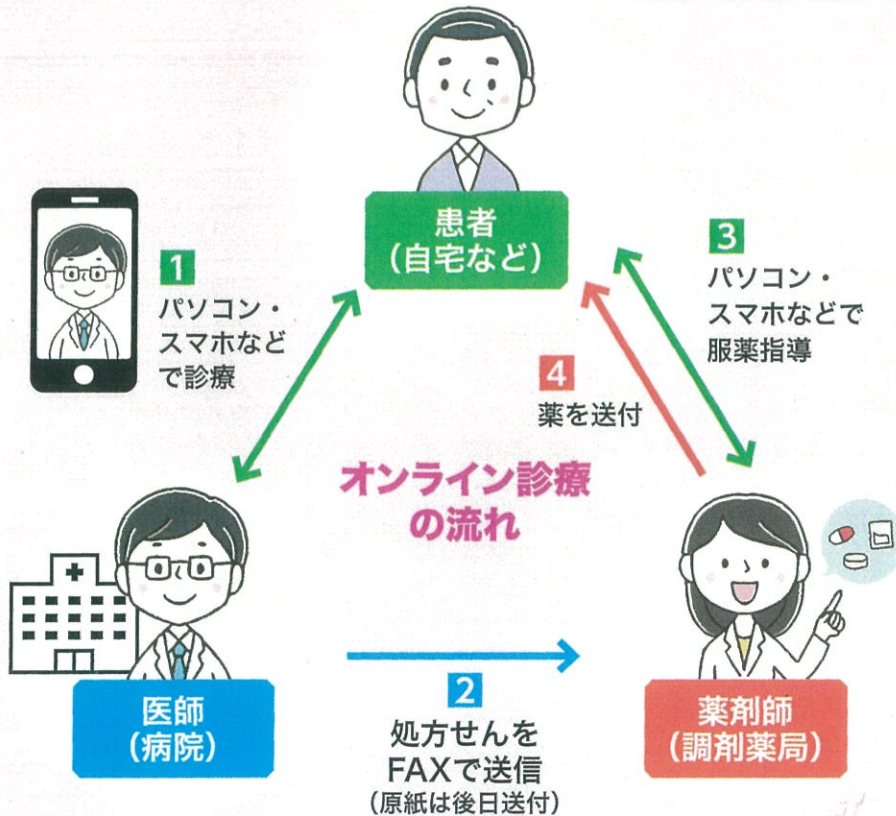 患者
(自宅など)
1
パソコン・
スマホなど
で診療
3
パソコン・
スマホなどで
服薬指導
4
薬を送付
オンライン診療
の流れ
医師
(病院)
2
処方せんを
FAXで送信
(原紙は後日送付)
薬剤師
(調剤薬局)